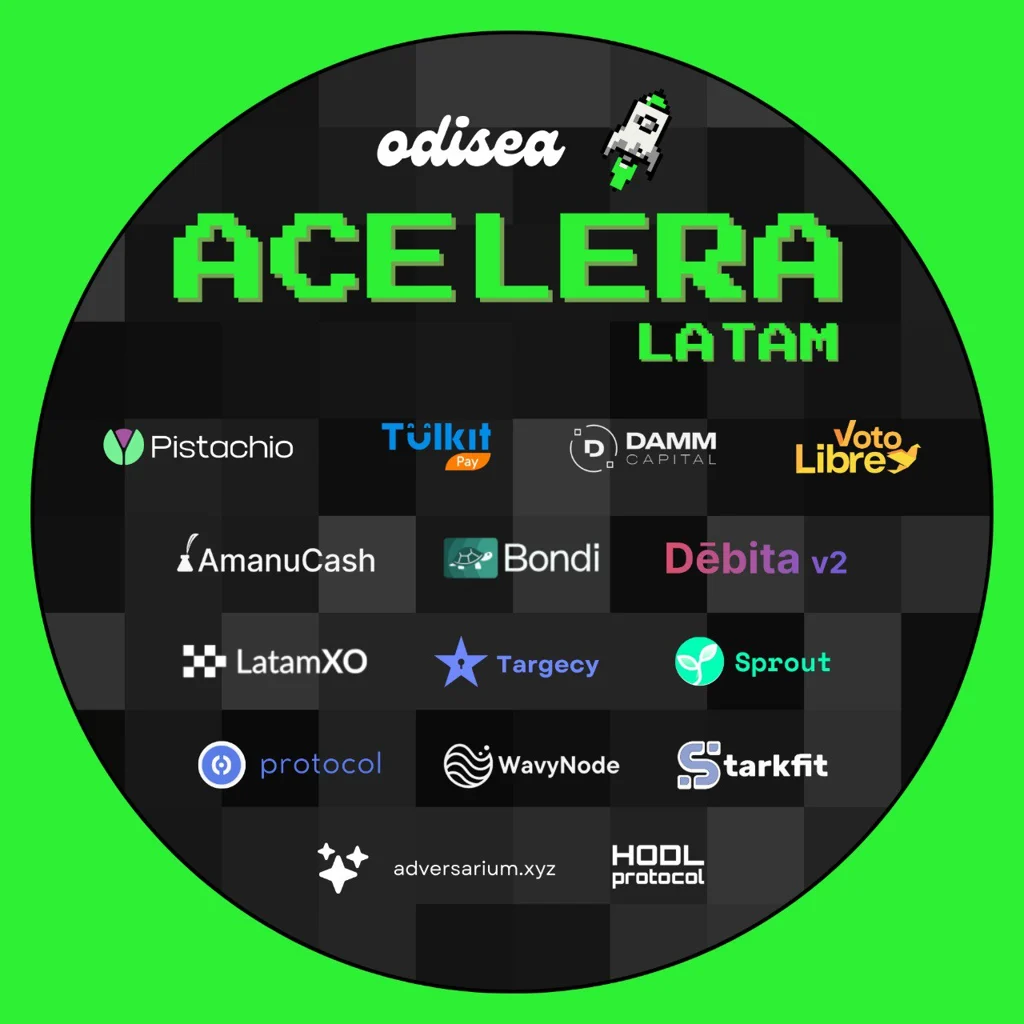 odisea
ACELERA
LATAM
Pistachio
Tülkit
Pay
DAMM
CAPITAL
Voto
Libre
AmanuCash
Bondi
Dēbita v2
LatamXO
Targecy
Sprout
protocol
WavyNode
Starkfit
adversarium.xyz
HODL
protocol